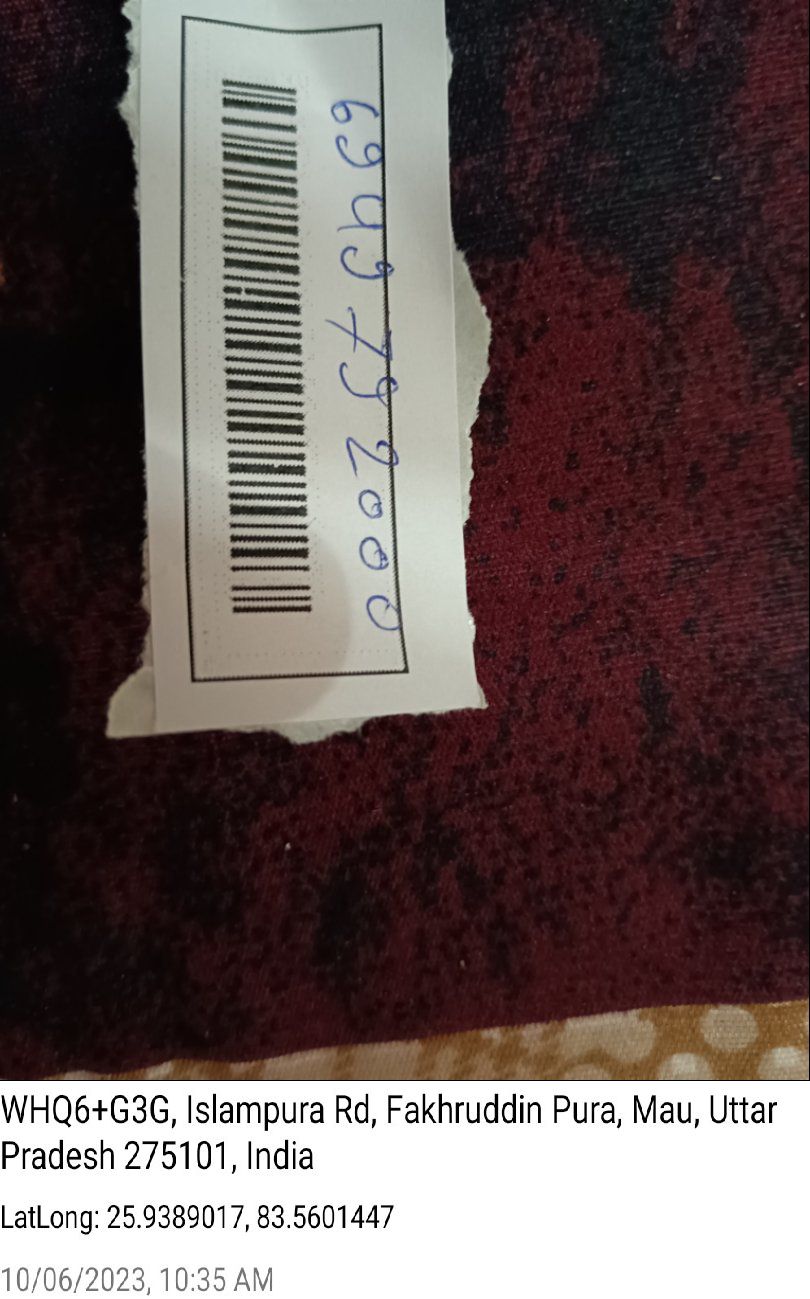 6949792000
WHQ6+G3G, Islampura Rd, Fakhruddin Pura, Mau, Uttar
Pradesh 275101, India
LatLong: 25.9389017, 83.5601447
10/06/2023, 10:35 AM